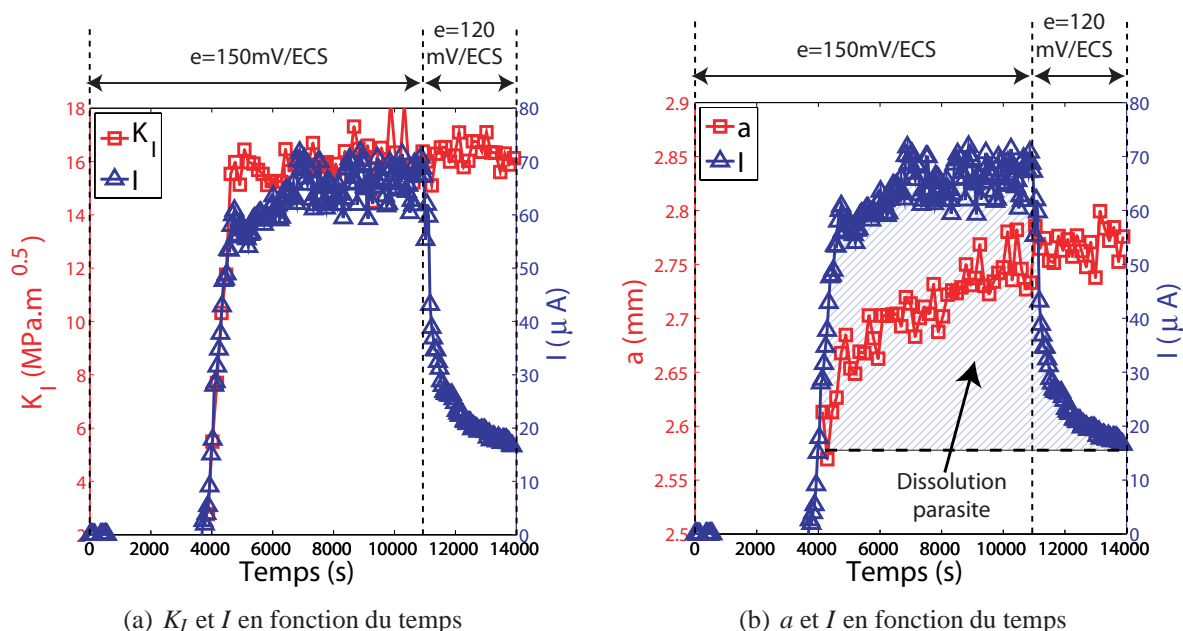 e=150mV/ECS
e=120
mV/ECS
18
16
14
12
10
8
6
4
2
K_I (MPa.m^0.5)
K_I
I
80
70
60
50
40
30
20
10
0
I (μA)
0 2000 4000 6000 8000 10000 12000 14000
Temps (s)
(a) K_I et I en fonction du temps
e=150mV/ECS
e=120
mV/ECS
2.9
2.85
2.8
2.75
2.7
2.65
2.6
2.55
2.5
a (mm)
a
I
Dissolution
parasite
80
70
60
50
40
30
20
10
0
I (μA)
0 2000 4000 6000 8000 10000 12000 14000
Temps (s)
(b) a et I en fonction du temps